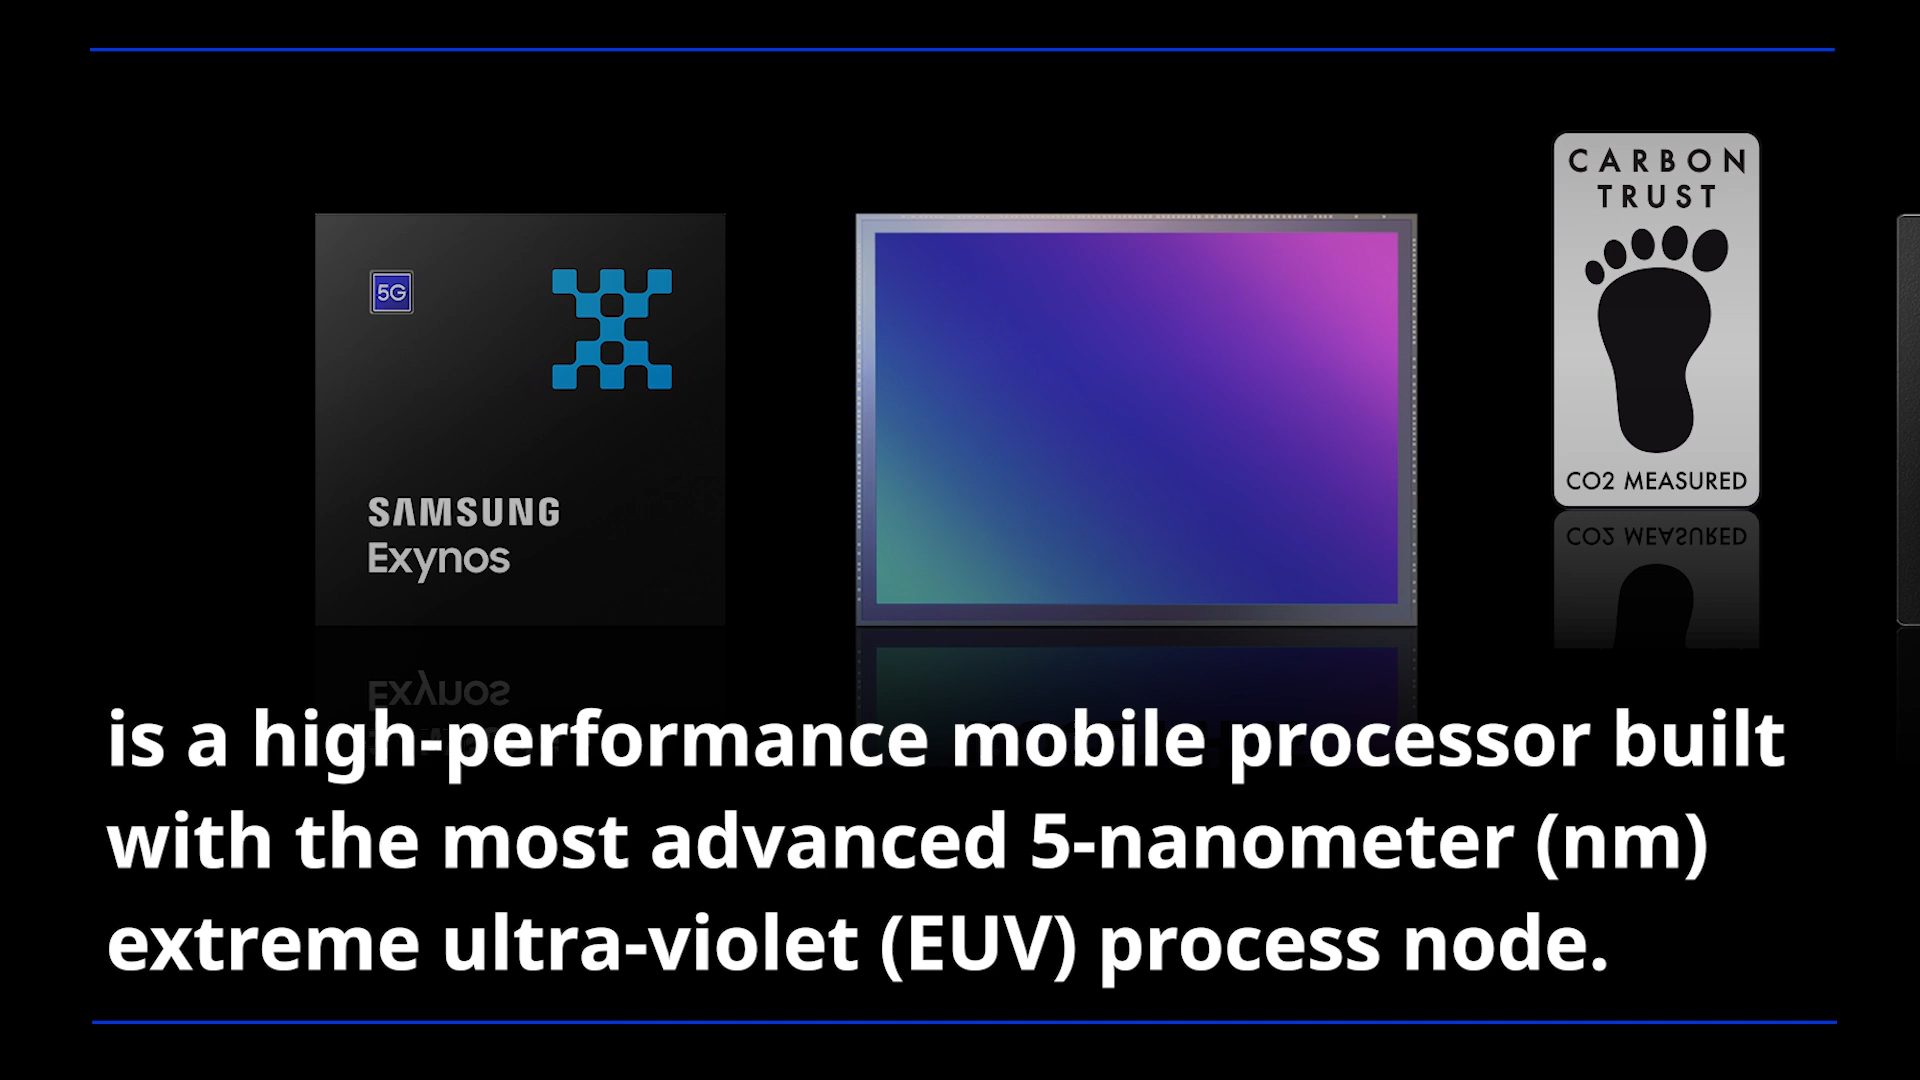 5G
SAMSUNG
Exynos
CARBON
TRUST
CO2 MEASURED
is a high-performance mobile processor built
with the most advanced 5-nanometer (nm)
extreme ultra-violet (EUV) process node.